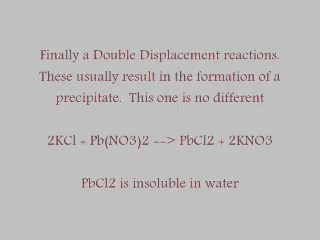 Finally a Double Displacement reactions.
These usually result in the formation of a
precipitate. This one is no different
2KCl + Pb(NO3)2 --> PbCl2 + 2KNO3
PbCl2 is insoluble in water